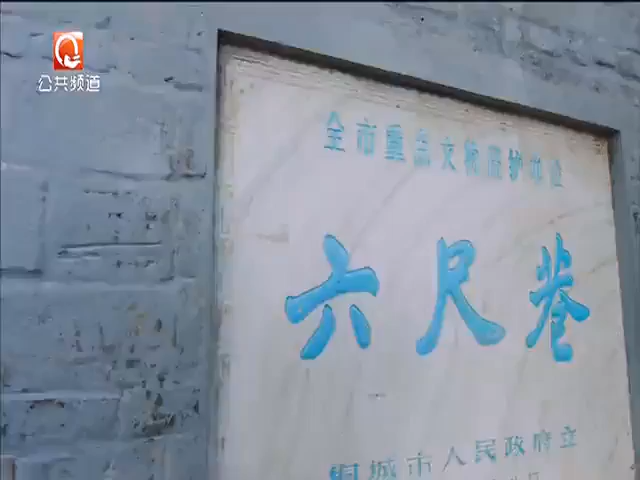 公共频道
全市重点文物保护单位
六尺巷
桐城市人民政府立